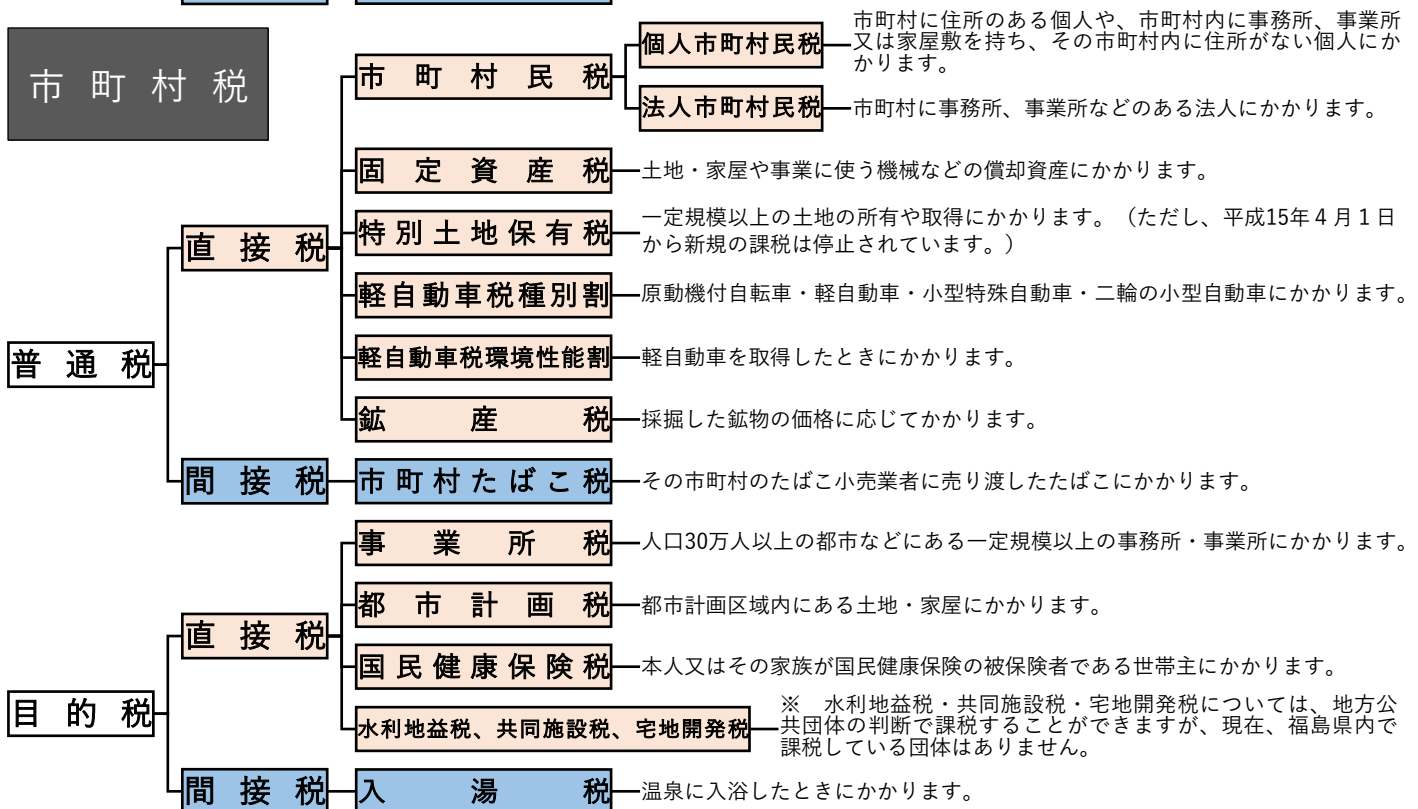 市町村税
市町村民税
個人市町村民税
市町村に住所のある個人や、市町村内に事務所、事業所
又は家屋敷を持ち、その市町村内に住所がない個人にか
かります。
法人市町村民税
市町村に事務所、事業所などのある法人にかかります。
固定資産税
土地・家屋や事業に使う機械などの償却資産にかかります。
直接税
特別土地保有税
一定規模以上の土地の所有や取得にかかります。（ただし、平成15年４月１日
から新規の課税は停止されています。）
軽自動車税種別割
原動機付自転車・軽自動車・小型特殊自動車・二輪の小型自動車にかかります。
普通税
軽自動車税環境性能割
軽自動車を取得したときにかかります。
鉱産税
採掘した鉱物の価格に応じてかかります。
間接税
市町村たばこ税
その市町村のたばこ小売業者に売り渡したたばこにかかります。
事業所税
人口30万人以上の都市などにある一定規模以上の事務所・事業所にかかります。
都市計画税
都市計画区域内にある土地・家屋にかかります。
直接税
国民健康保険税
本人又はその家族が国民健康保険の被保険者である世帯主にかかります。
目的税
水利地益税、共同施設税、宅地開発税
※　水利地益税・共同施設税・宅地開発税については、地方公
共団体の判断で課税することができますが、現在、福島県内で
課税している団体はありません。
間接税
入湯税
温泉に入浴したときにかかります。